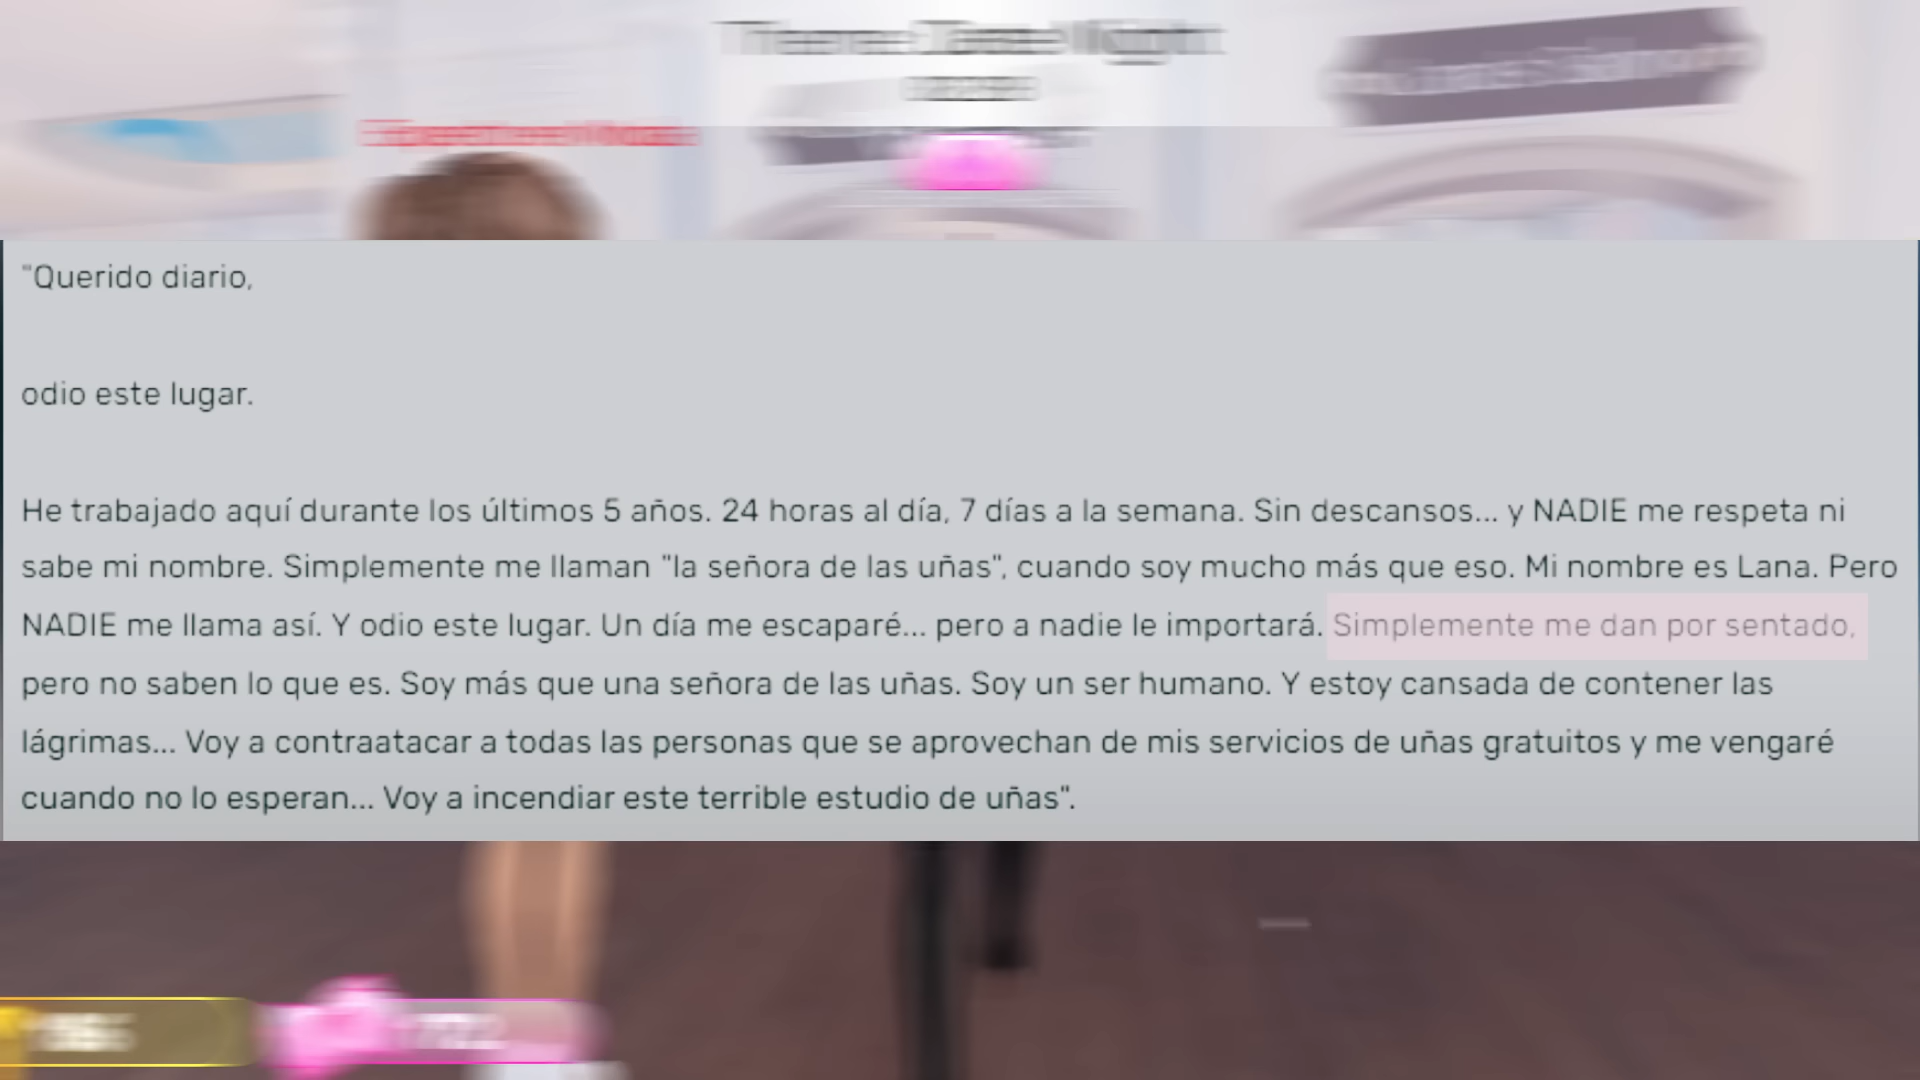 "Querido diario,
odio este lugar.
He trabajado aquí durante los últimos 5 años. 24 horas al día, 7 días a la semana. Sin descansos... y NADIE me respeta ni
sabe mi nombre. Simplemente me llaman "la señora de las uñas", cuando soy mucho más que eso. Mi nombre es Lana. Pero
NADIE me llama así. Y odio este lugar. Un día me escaparé... pero a nadie le importará. Simplemente me dan por sentado,
pero no saben lo que es. Soy más que una señora de las uñas. Soy un ser humano. Y estoy cansada de contener las
lágrimas... Voy a contraatacar a todas las personas que se aprovechan de mis servicios de uñas gratuitos y me vengaré
cuando no lo esperan... Voy a incendiar este terrible estudio de uñas".